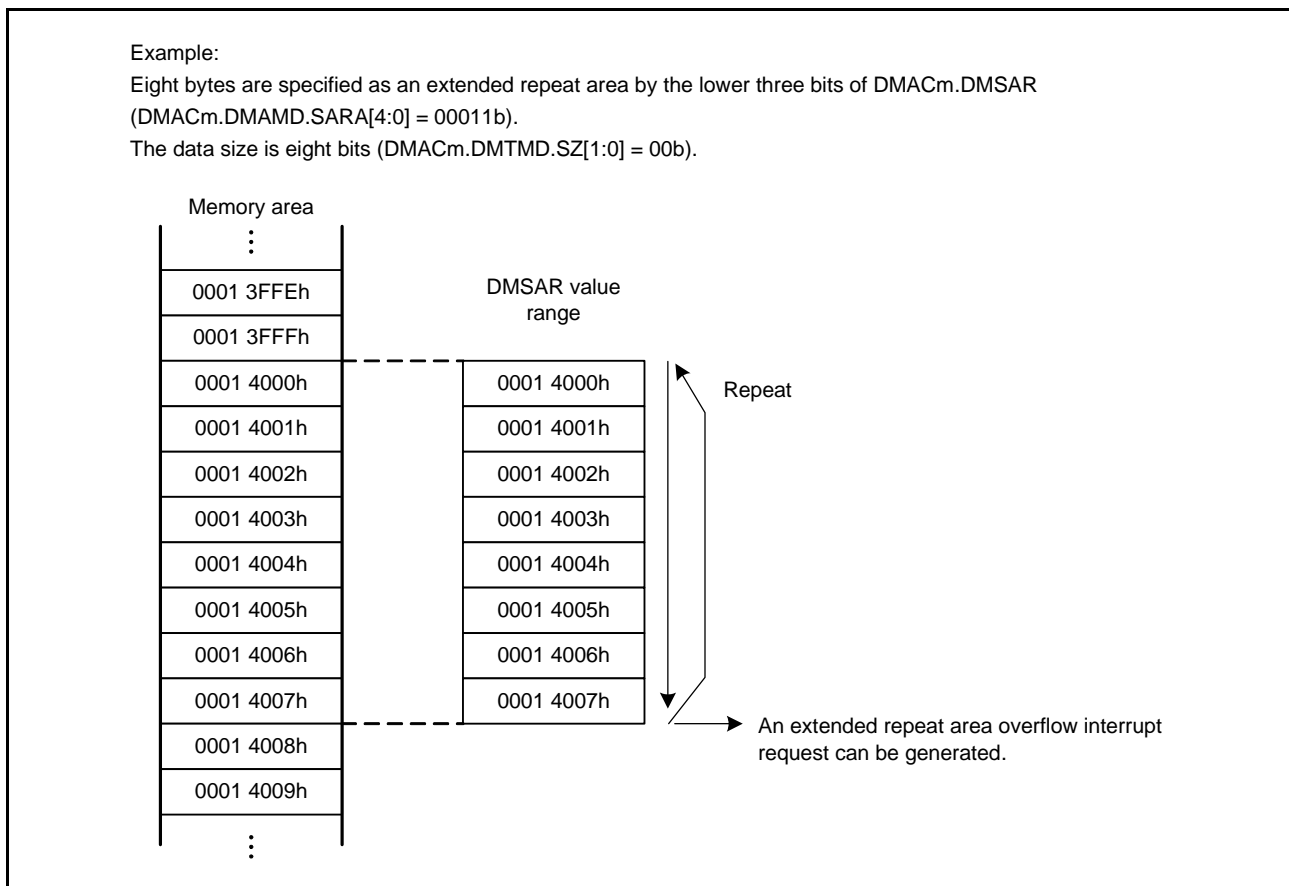 Example:
Eight bytes are specified as an extended repeat area by the lower three bits of DMACm.DMSAR
(DMACm.DMAMD.SARA[4:0] = 00011b).
The data size is eight bits (DMACm.DMTMD.SZ[1:0] = 00b).
Memory area
0001 3FFEh
0001 3FFFh
0001 4000h
0001 4001h
0001 4002h
0001 4003h
0001 4004h
0001 4005h
0001 4006h
0001 4007h
0001 4008h
0001 4009h
DMSAR value
range
0001 4000h
0001 4001h
0001 4002h
0001 4003h
0001 4004h
0001 4005h
0001 4006h
0001 4007h
Repeat
An extended repeat area overflow interrupt
request can be generated.